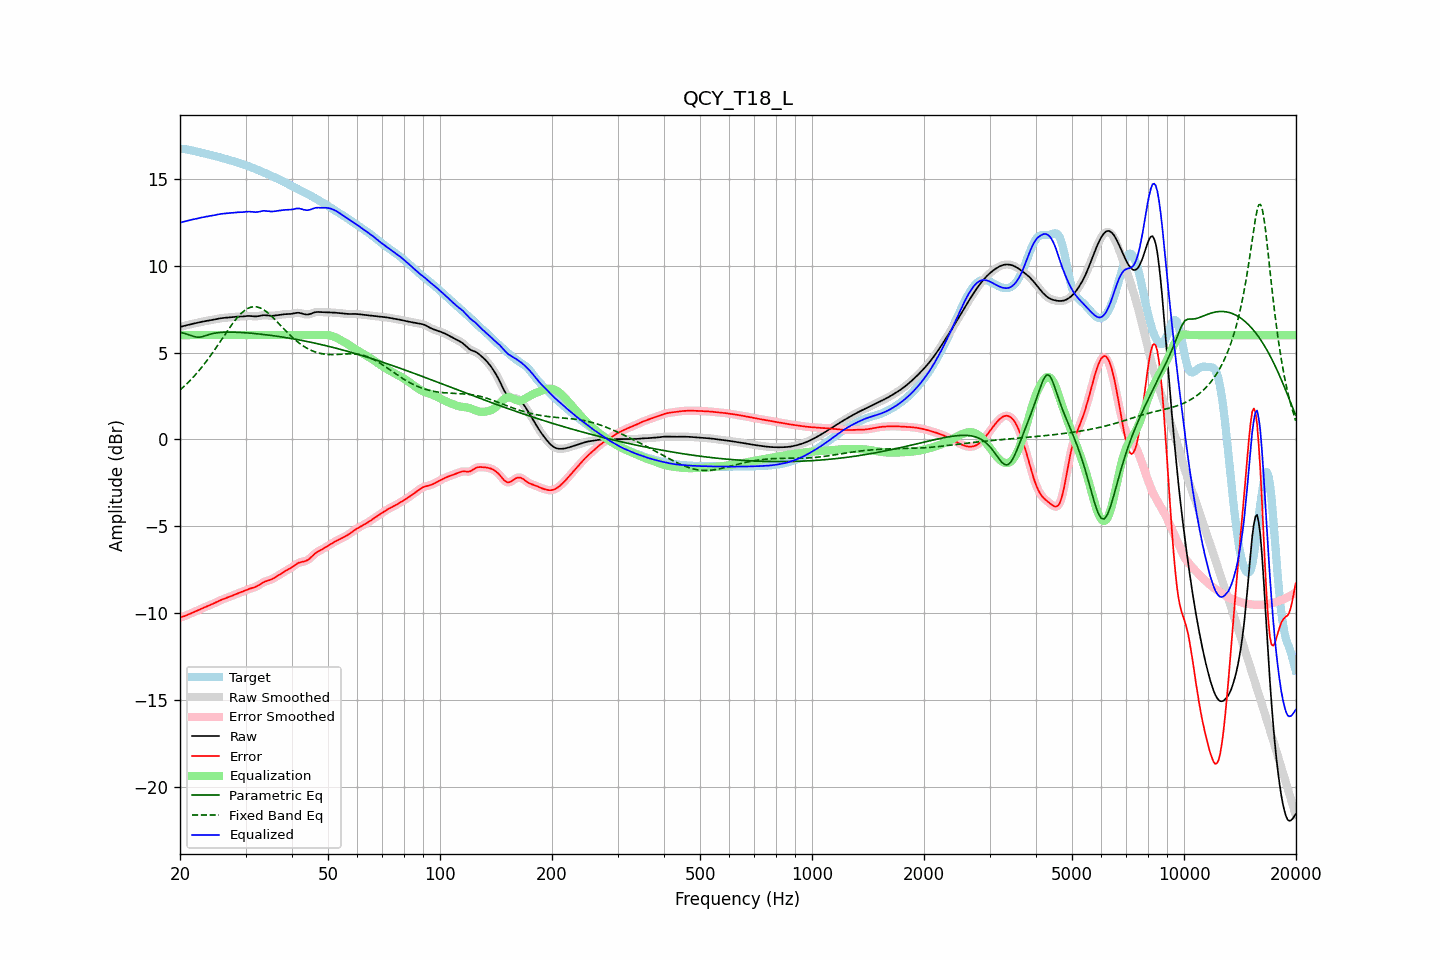 QCY_T18_L
Amplitude (dBr)
15
10
5
0
−5
−10
−15
−20
Target
Raw Smoothed
Error Smoothed
Raw
Error
Equalization
Parametric Eq
Fixed Band Eq
Equalized
20 50 100 200 500 1000 2000 5000 10000 20000
Frequency (Hz)